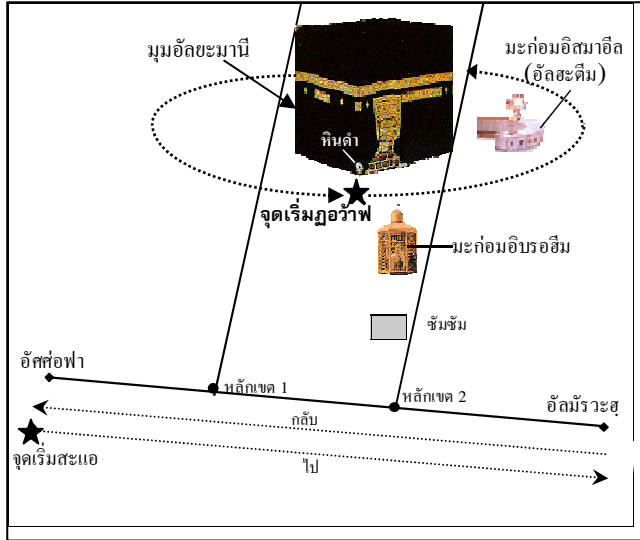 มุมอัลยะมานี
มะก่อมอิสมาอีล
(อัลฮะตีม)
หินดำ
จุดเริ่มฏอว้าฟ
มะก่อมอิบรอฮีม
ซัมซัม
อัศศ่อฟา
หลักเขต 1
หลักเขต 2
อัลมัรวะฮฺ
กลับ
จุดเริ่มสะแอ
ไป